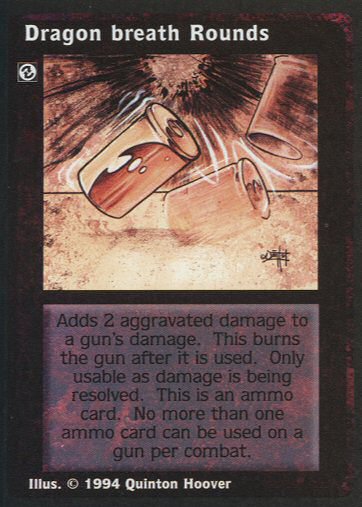 Dragon breath Rounds
Adds 2 aggravated damage to
a gun's damage. This burns
the gun after it is used. Only
usable as damage is being
resolved. This is an ammo
card. No more than one
ammo card can be used on a
gun per combat.
Illus. © 1994 Quinton Hoover